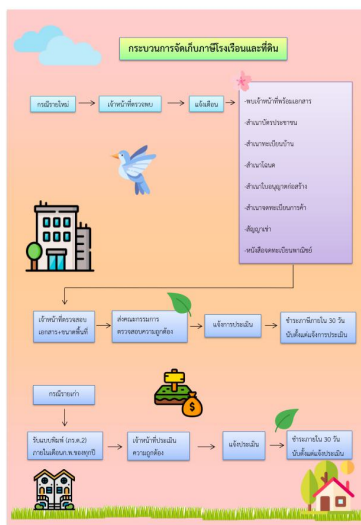 กระบวนการจัดเก็บภาษีโรงเรือนและที่ดิน
กรณีรายใหม่
เจ้าหน้าที่ตรวจพบ
แจ้งเตือน
-พบเจ้าหน้าที่พร้อมเอกสาร
-สำเนาบัตรประชาชน
-สำเนาทะเบียนบ้าน
-สำเนาโฉนด
-สำเนาใบอนุญาตก่อสร้าง
-สำเนาจดทะเบียนการค้า
-สัญญาเช่า
-หนังสือจดทะเบียนพาณิชย์
เจ้าหน้าที่ตรวจสอบ
เอกสาร+ขนาดพื้นที่
ส่งคณะกรรมการ
ตรวจสอบความถูกต้อง
แจ้งการประเมิน
ชำระภาษีภายใน 30 วัน
นับตั้งแต่แจ้งการประเมิน
กรณีรายเก่า
รับแบบพิมพ์ (ภรด.2)
ภายในเดือนก.พ.ของทุกปี
เจ้าหน้าที่ประเมิน
ความถูกต้อง
แจ้งประเมิน
ชำระภายใน 30 วัน
นับตั้งแต่แจ้งประเมิน